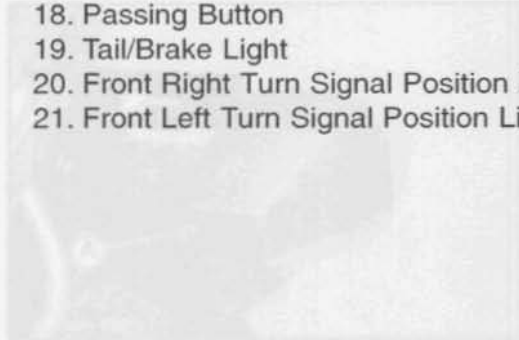 18. Passing Button
19. Tail/Brake Light
20. Front Right Turn Signal Position
21. Front Left Turn Signal Position Li